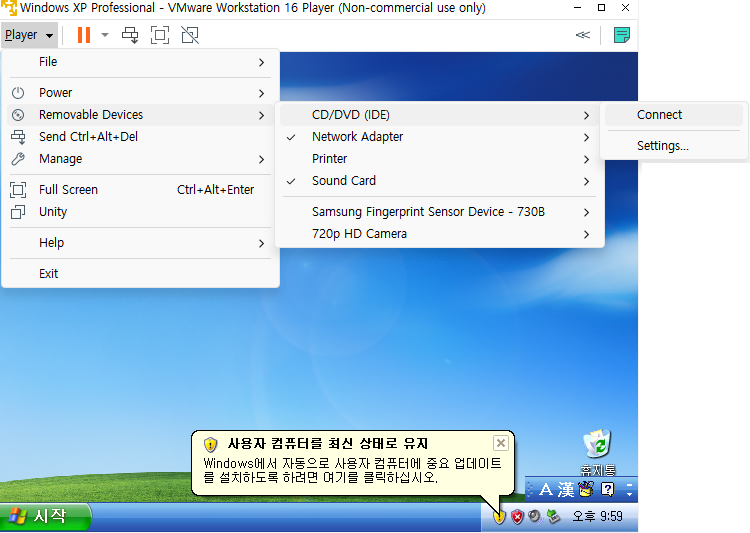 Windows XP Professional - VMware Workstation 16 Player (Non-commercial use only)
Player
File
Power
Removable Devices
Send Ctrl+Alt+Del
Manage
Full Screen Ctrl+Alt+Enter
Unity
Help
Exit
CD/DVD (IDE)
Network Adapter
Printer
Sound Card
Samsung Fingerprint Sensor Device - 730B
720p HD Camera
Connect
Settings...
사용자 컴퓨터를 최신 상태로 유지
Windows에서 자동으로 사용자 컴퓨터에 중요 업데이트
를 설치하도록 하려면 여기를 클릭하십시오.
휴지통
A 漢
시작
오후 9:59